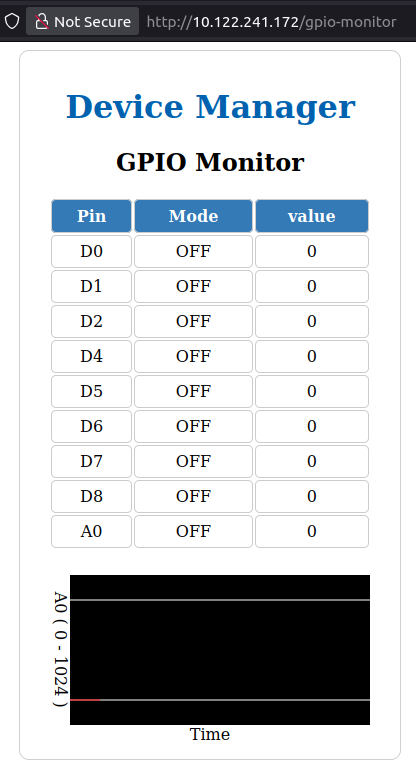 Not Secure http://10.122.241.172/gpio-monitor
Device Manager
GPIO Monitor
Pin Mode value
D0 OFF 0
D1 OFF 0
D2 OFF 0
D4 OFF 0
D5 OFF 0
D6 OFF 0
D7 OFF 0
D8 OFF 0
A0 OFF 0
A0 ( 0 - 1024 )
Time